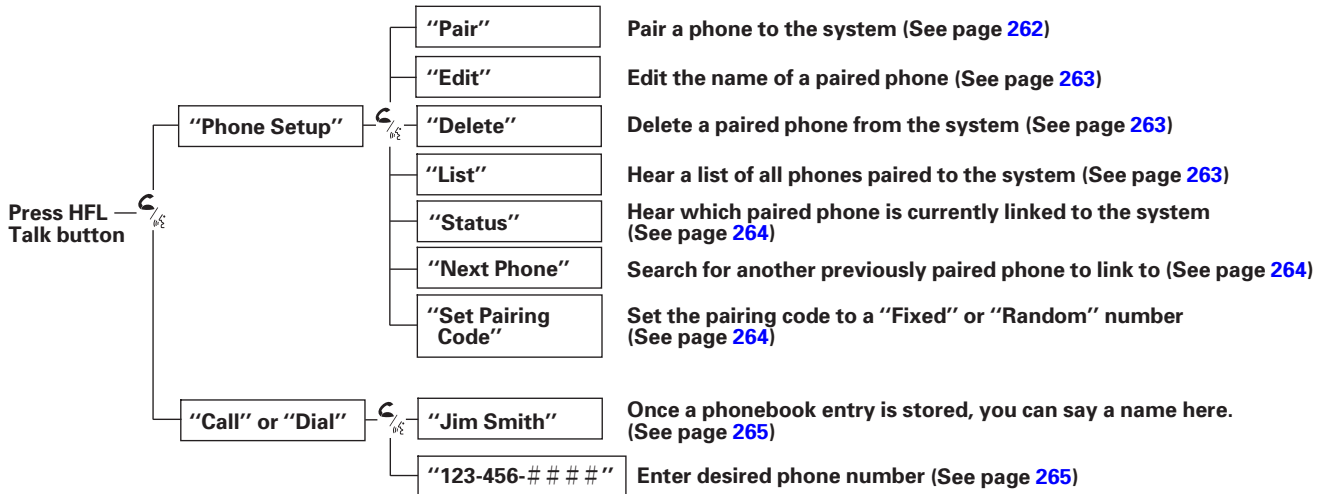 "Pair" Pair a phone to the system (See page 262)
"Edit" Edit the name of a paired phone (See page 263)
"Phone Setup" "Delete" Delete a paired phone from the system (See page 263)
"List" Hear a list of all phones paired to the system (See page 263)
Press HFL
Talk button
"Status" Hear which paired phone is currently linked to the system
(See page 264)
"Next Phone" Search for another previously paired phone to link to (See page 264)
"Set Pairing
Code" Set the pairing code to a "Fixed" or "Random" number
(See page 264)
"Call" or "Dial" "Jim Smith" Once a phonebook entry is stored, you can say a name here.
(See page 265)
"123-456-####" Enter desired phone number (See page 265)